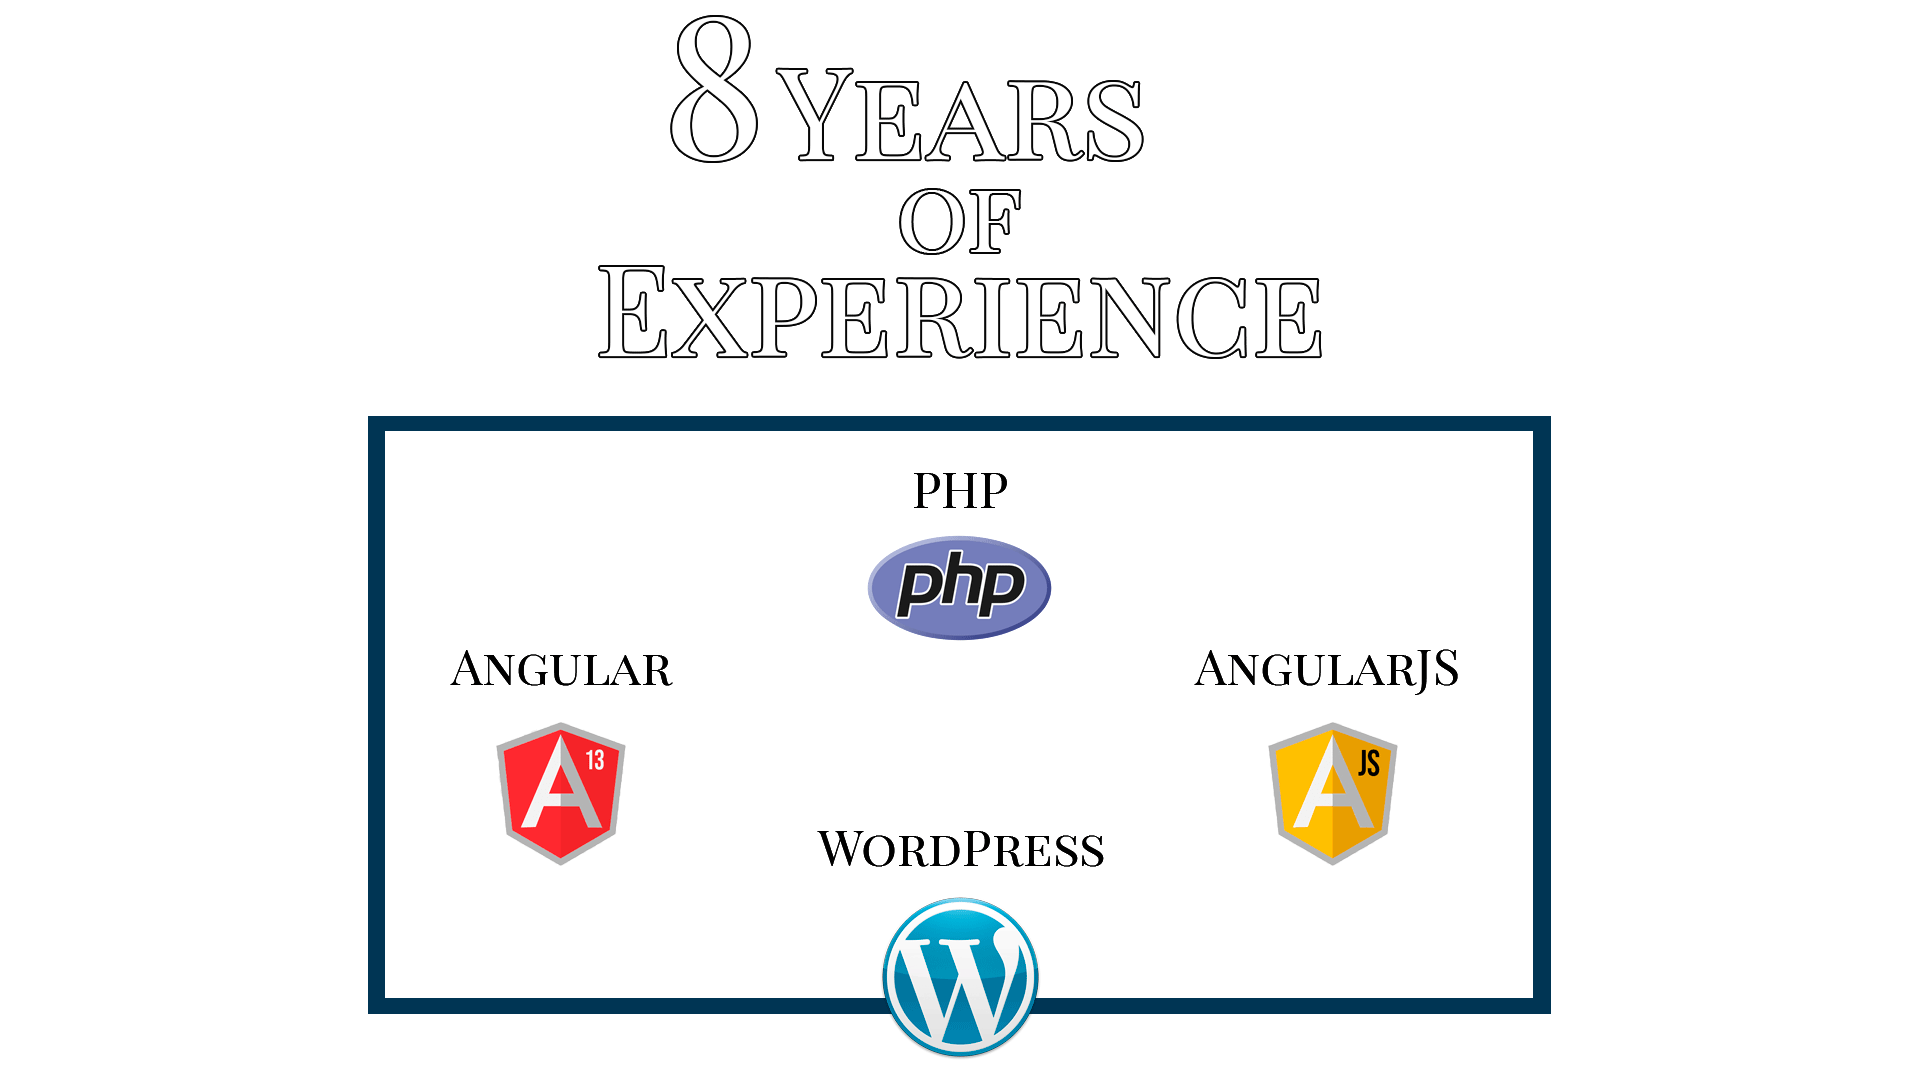 8 Years
of
Experience
PHP
php
Angular
AngularJS
13
JS
WordPress
W